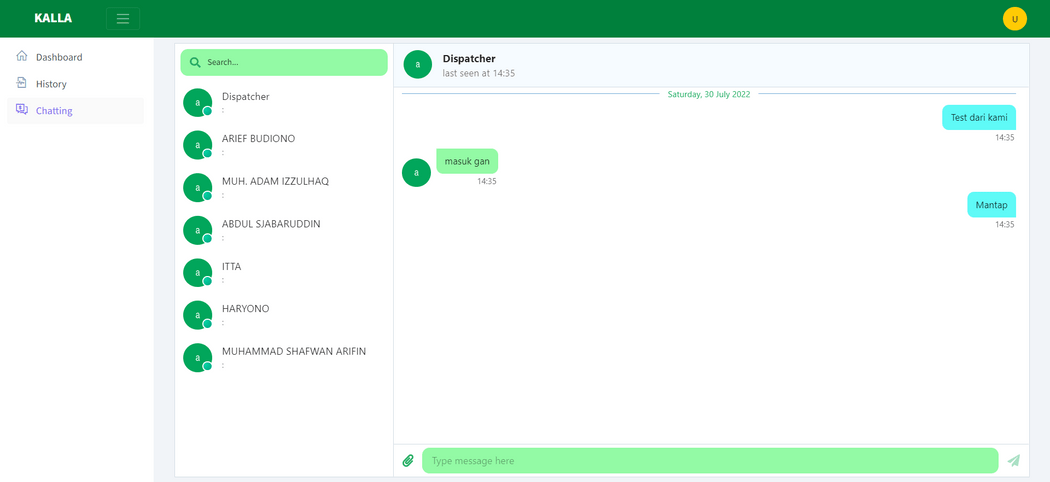 KALLA
U
Dashboard
History
Chatting
Search...
a
Dispatcher
:
a
ARIEF BUDIONO
:
a
MUH. ADAM IZZULHAQ
:
a
ABDUL SJABARUDDIN
:
a
ITTA
:
a
HARYONO
:
a
MUHAMMAD SHAFWAN ARIFIN
:
a
Dispatcher
last seen at 14:35
Saturday, 30 July 2022
Test dari kami
14:35
a
masuk gan
14:35
Mantap
14:35
Type message here